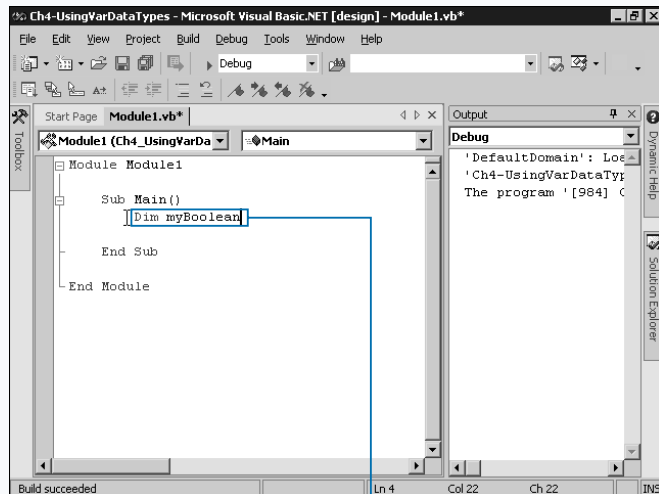 Ch4-UsingVarDataTypes - Microsoft Visual Basic.NET [design] - Module1.vb*
File Edit View Project Build Debug Tools Window Help
Debug
Start Page Module1.vb*
Output
Module1 (Ch4_UsingVarDa
Main
Debug
Toolbox
Dynamic Help
Solution Explorer
Module Module1
Sub Main()
Dim myBoolean
End Sub
End Module
'DefaultDomain': Loa
'Ch4-UsingVarDataTyp
The program '[984] C
Build succeeded
Ln 4
Col 22
Ch 22
INS